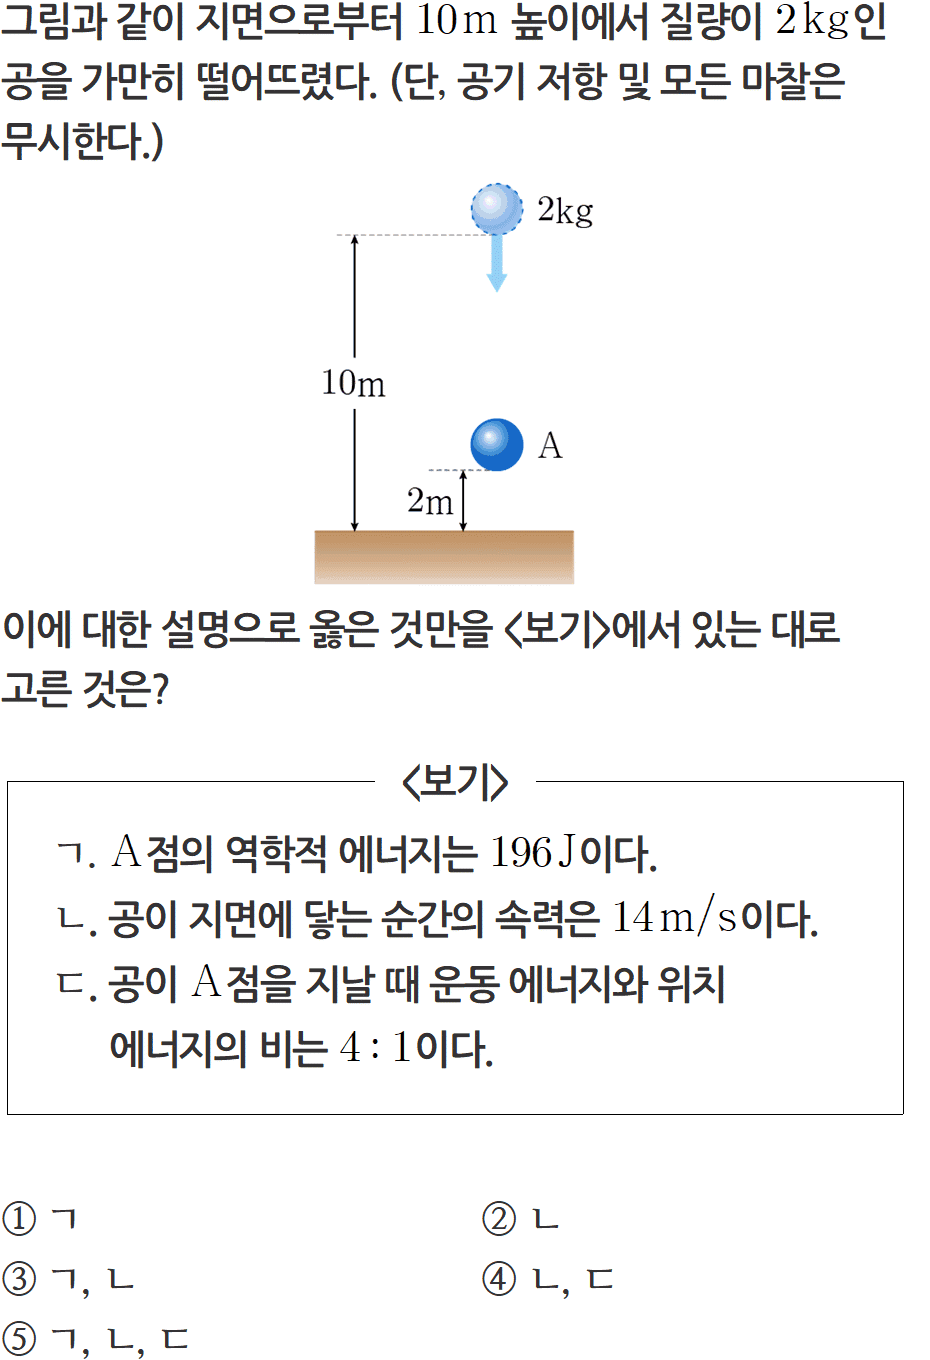 그림과 같이 지면으로부터 10m 높이에서 질량이 2kg인
공을 가만히 떨어뜨렸다. (단, 공기 저항 및 모든 마찰은
무시한다.)
2kg
10m
A
2m
이에 대한 설명으로 옳은 것만을 <보기>에서 있는 대로
고른 것은?
<보기>
ㄱ. A점의 역학적 에너지는 196J이다.
ㄴ. 공이 지면에 닿는 순간의 속력은 14m/s이다.
ㄷ. 공이 A점을 지날 때 운동 에너지와 위치
에너지의 비는 4 : 1이다.
① ㄱ ② ㄴ
③ ㄱ, ㄴ ④ ㄴ, ㄷ
⑤ ㄱ, ㄴ, ㄷ